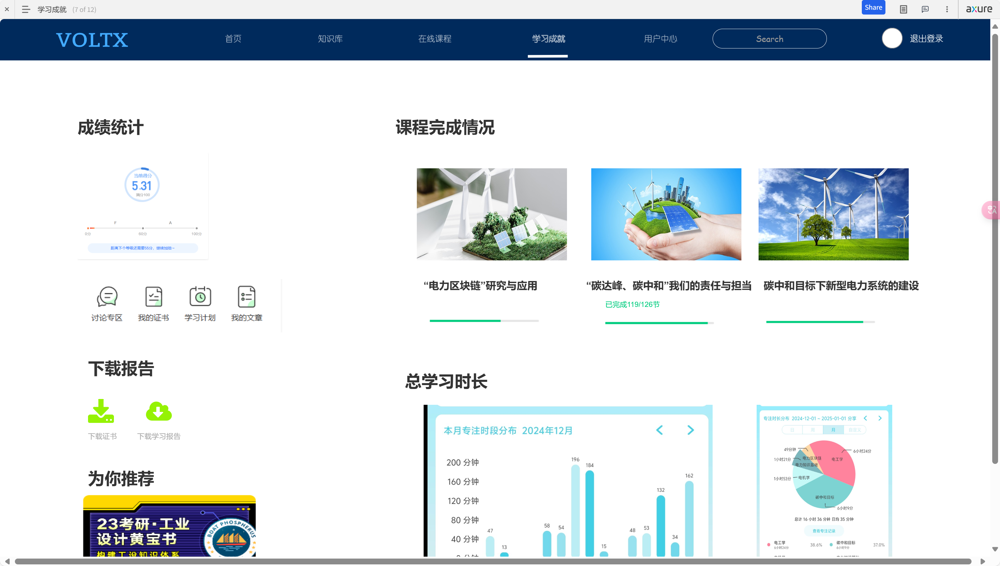 学习成就 (7 of 12)
Share
axure
VOLTX
首页
知识库
在线课程
学习成就
用户中心
Search
退出登录
成绩统计
当前得分
5.31
满分100
F
A
0分
60分
100分
距离下个等级还需要55分，继续加油~
讨论专区
我的证书
学习计划
我的文章
下载报告
下载证书
下载学习报告
为你推荐
23考研·工业
设计黄宝书
构建工设知识体系
BOAT PHOSPHERUS
课程完成情况
“电力区块链”研究与应用
“碳达峰、碳中和”我们的责任与担当
已完成119/126节
碳中和目标下新型电力系统的建设
总学习时长
本月专注时段分布 2024年12月
200 分钟
160 分钟
120 分钟
80 分钟
40 分钟
47
13
58
54
196
184
15
48
53
132
34
162
专注时长分布 2024-12-01 ~ 2025-01-01 分享
日
周
月
自定义
49分钟
电力区块链
1小时21分
电力知识基础
1小时53分
电机学
6小时24分
电工学
碳中和目标
6小时9分
总计 16 小时 36 分钟 日均 35 分钟
查看专注记录
电工学
6小时24分
38.6%
碳中和目标
6小时9分
37.0%